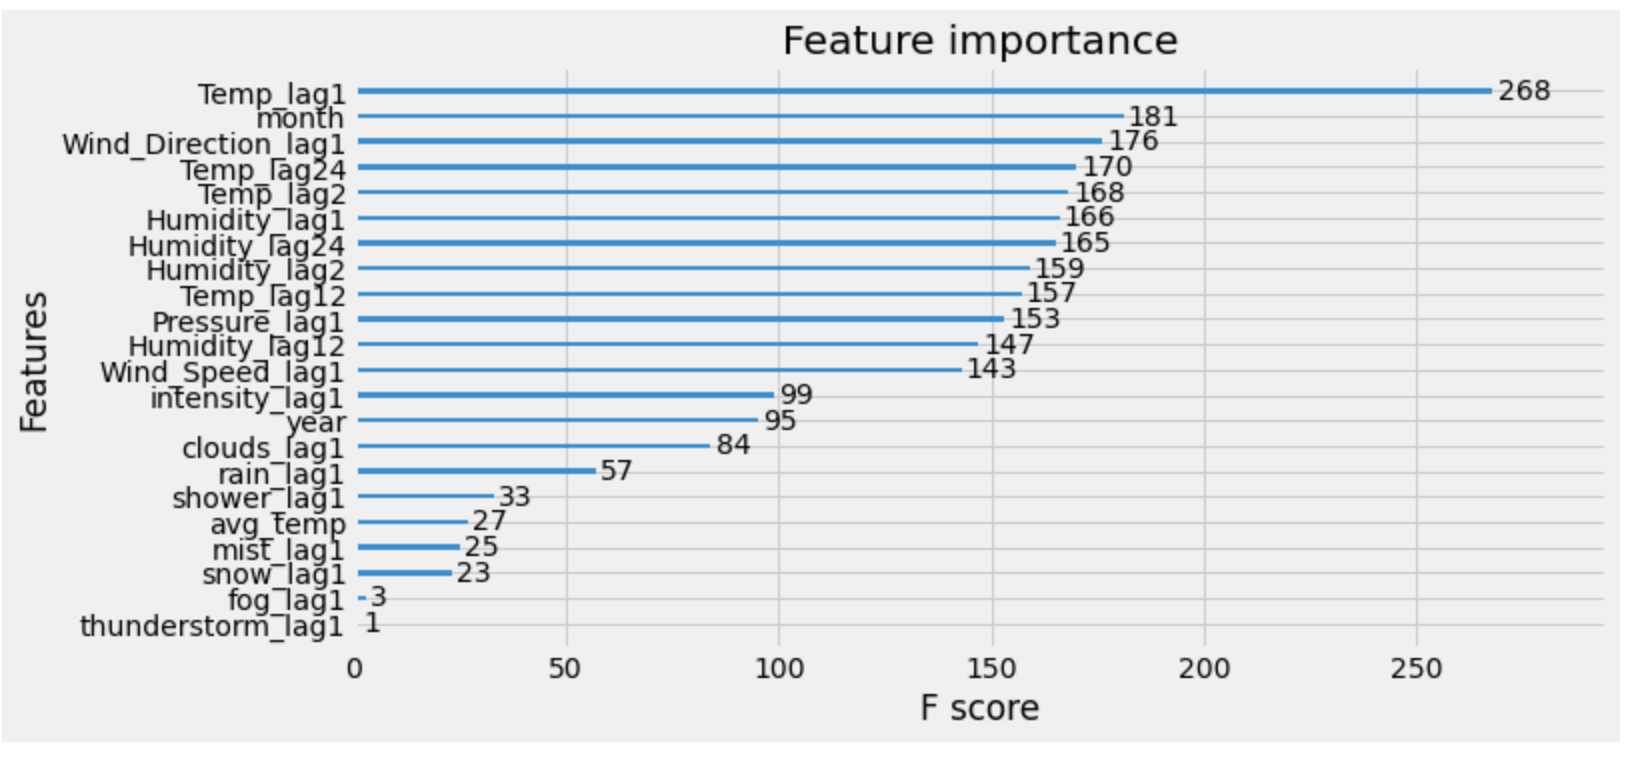 Feature importance
Temp_lag1 268
month 181
Wind_Direction_lag1 176
Temp_lag24 170
Temp_lag2 168
Humidity_lag1 166
Humidity_lag24 165
Humidity_lag2 159
Temp_lag12 157
Pressure_lag1 153
Humidity_lag12 147
Wind_Speed_lag1 143
intensity_lag1 99
year 95
clouds_lag1 84
rain_lag1 57
shower_lag1 33
avg_temp 27
mist_lag1 25
snow_lag1 23
fog_lag1 3
thunderstorm_lag1 1
Features
0 50 100 150 200 250
F score